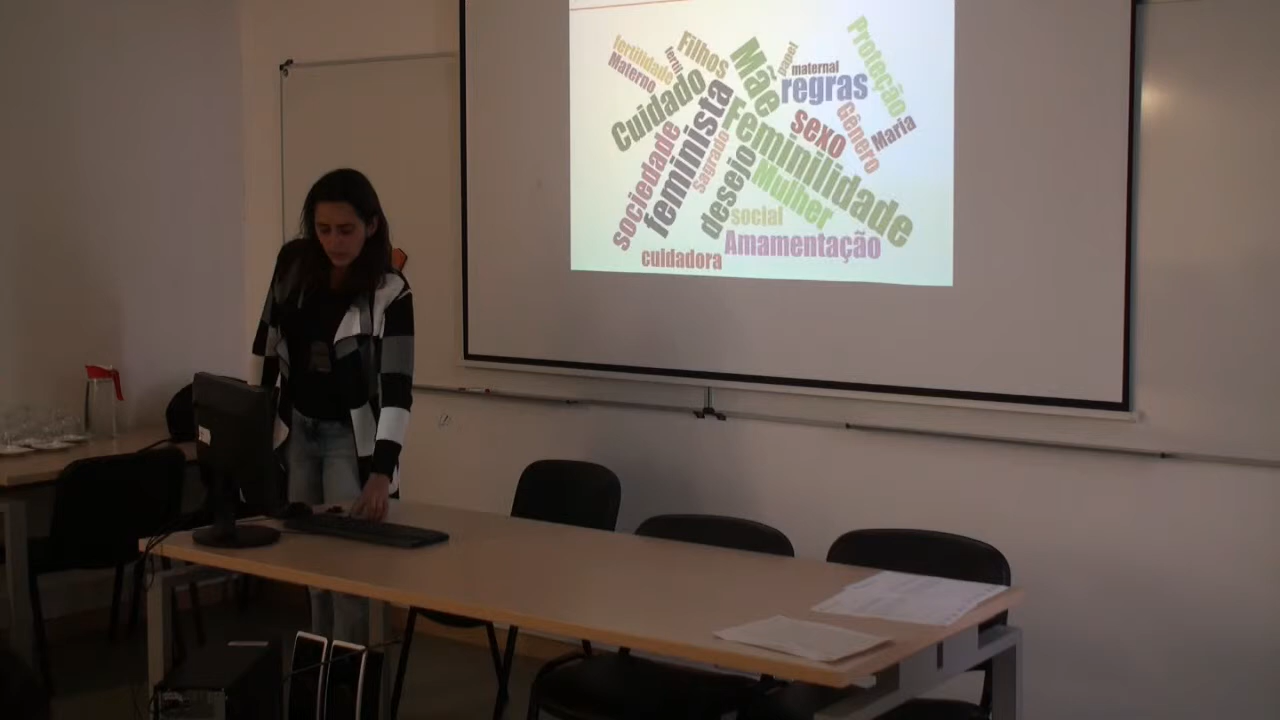 fertilidade
Materno
Filhos
Mãe
papel
maternal
regras
Proteção
Cuidado
feminista
Feminilidade
sexo
Gênero
Maria
sociedade
Sagrado
desejo
Mulher
social
Amamentação
cuidadora